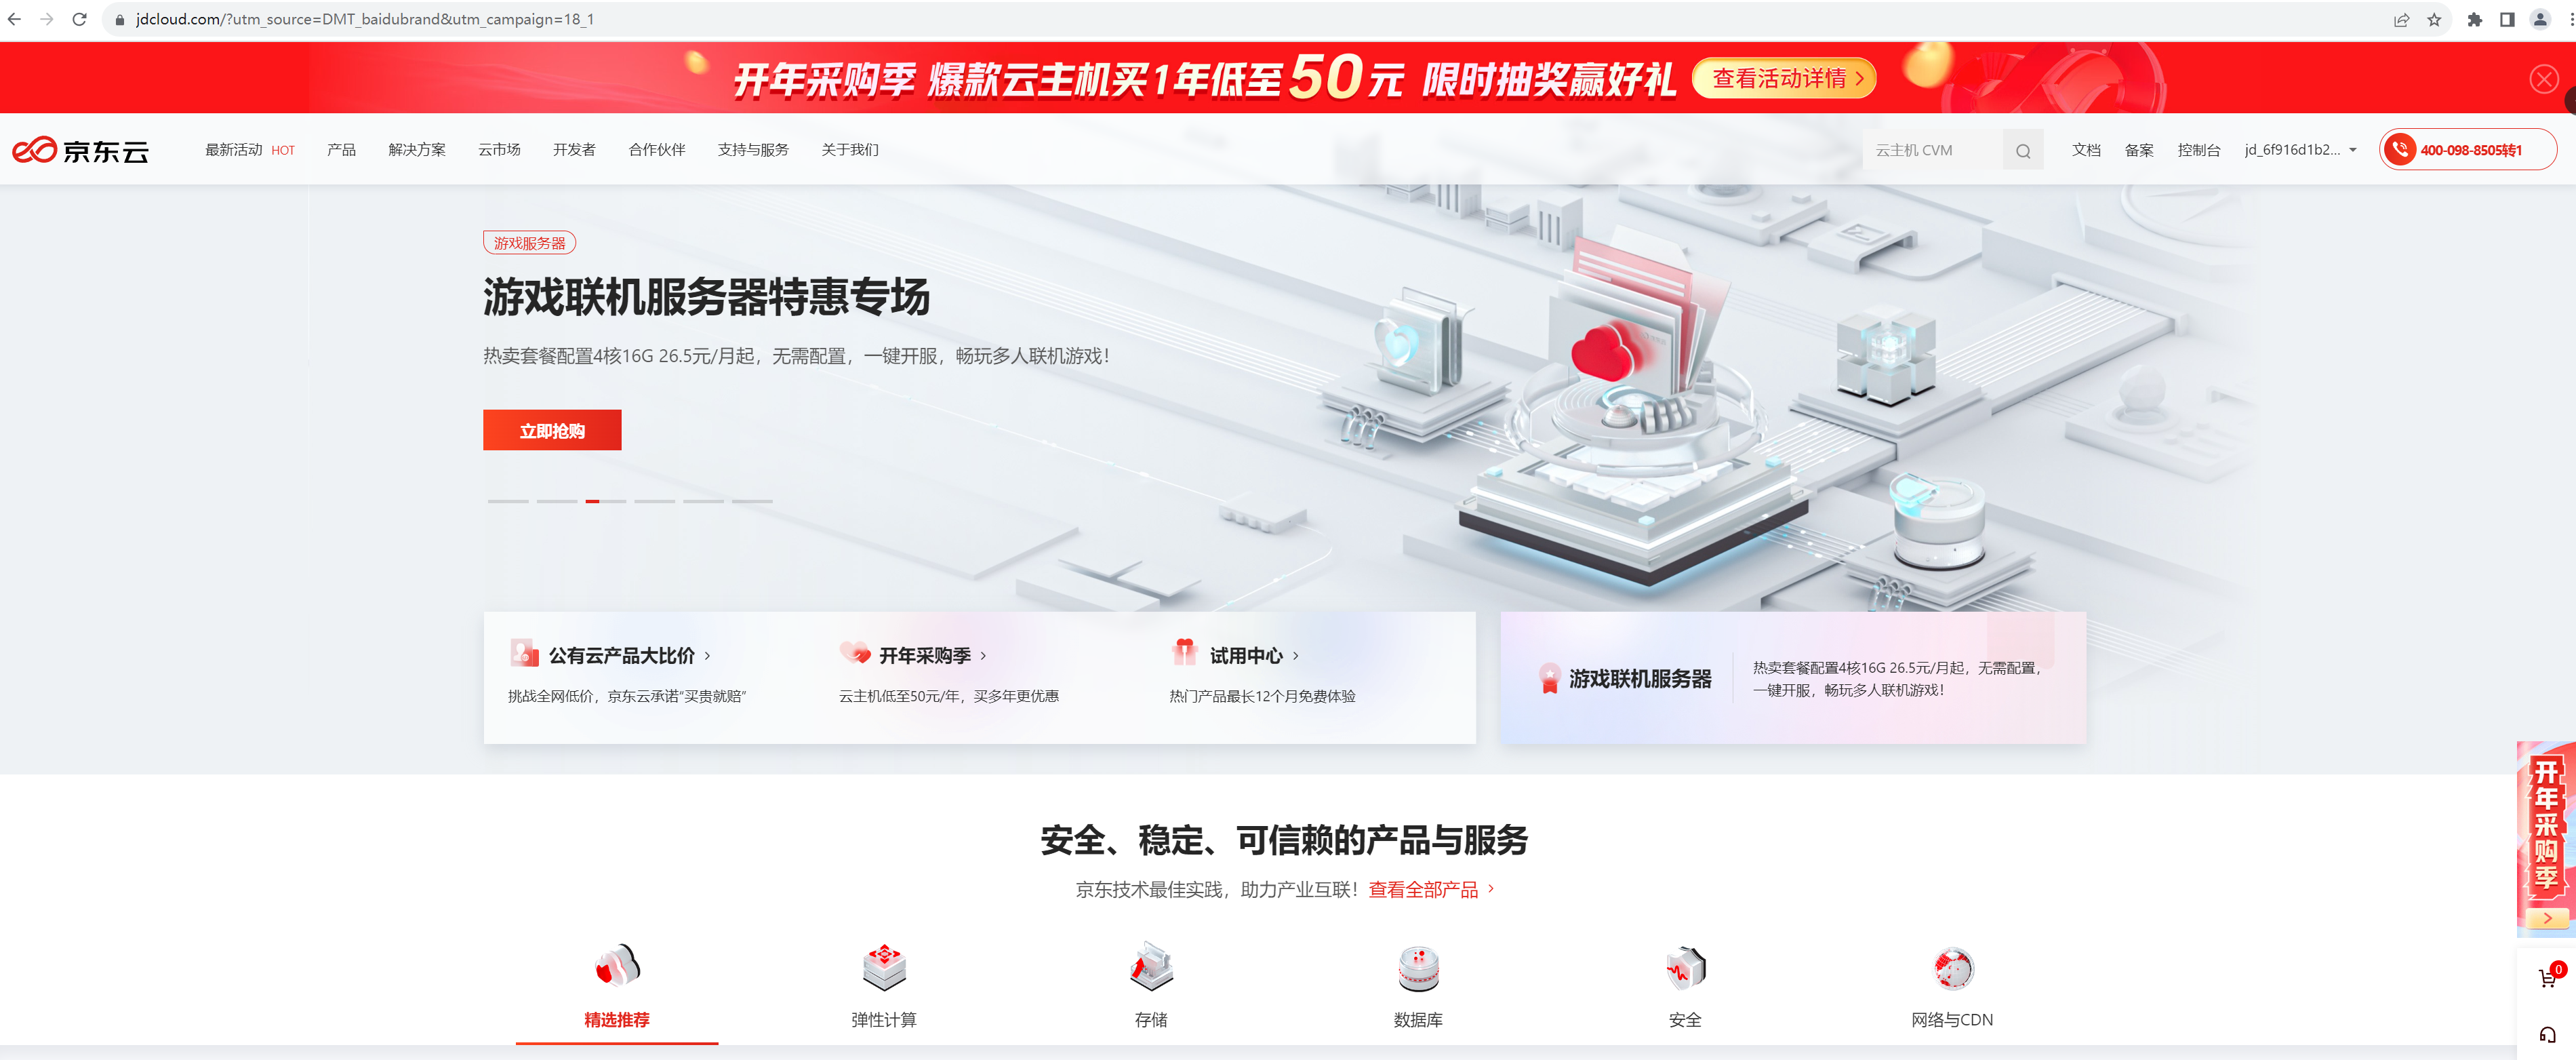 jdcloud.com/?utm_source=DMT_baidubrand&utm_campaign=18_1
开年采购季 爆款云主机买1年低至50元 限时抽奖赢好礼 查看活动详情
京东云 最新活动 HOT 产品 解决方案 云市场 开发者 合作伙伴 支持与服务 关于我们 云主机 CVM 文档 备案 控制台 jd_6f916d1b2... 400-098-8505转1
游戏服务器
游戏联机服务器特惠专场
热卖套餐配置4核16G 26.5元/月起，无需配置，一键开服，畅玩多人联机游戏！
立即抢购
公有云产品大比价
挑战全网低价，京东云承诺“买贵就赔”
开年采购季
云主机低至50元/年，买多年更优惠
试用中心
热门产品最长12个月免费体验
游戏联机服务器
热卖套餐配置4核16G 26.5元/月起，无需配置，
一键开服，畅玩多人联机游戏！
安全、稳定、可信赖的产品与服务
京东技术最佳实践，助力产业互联！查看全部产品
精选推荐 弹性计算 存储 数据库 安全 网络与CDN
开年采购季
0